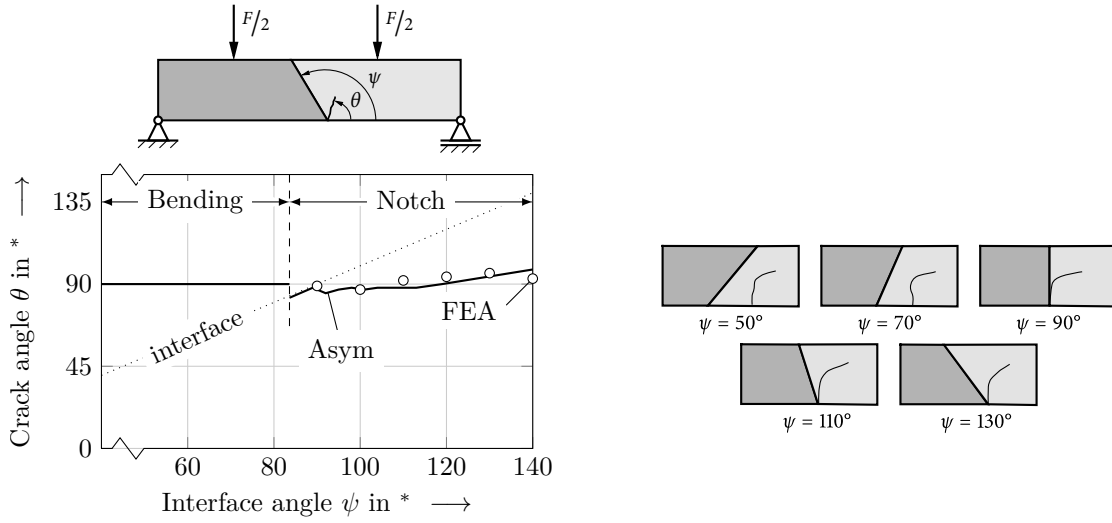 F/2 F/2
ψ
θ
135
90
45
0
Bending Notch
interface
Asym
FEA
60 80 100 120 140
Crack angle θ in * ⟶
Interface angle ψ in * ⟶
ψ = 50° ψ = 70° ψ = 90°
ψ = 110° ψ = 130°